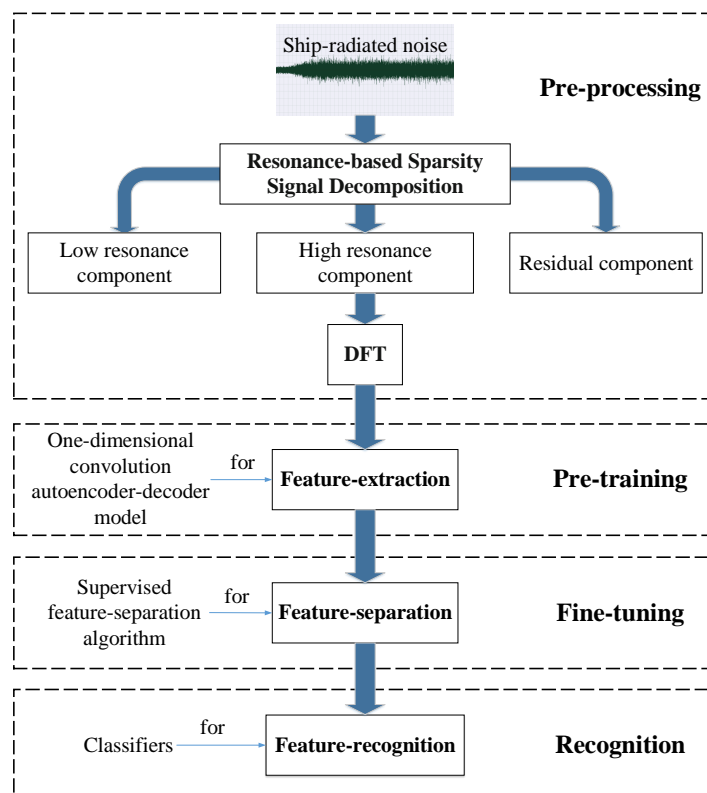 Ship-radiated noise
Pre-processing
Resonance-based Sparsity
Signal Decomposition
Low resonance
component
High resonance
component
Residual component
DFT
One-dimensional
convolution
autoencoder-decoder
model
for
Feature-extraction
Pre-training
Supervised
feature-separation
algorithm
for
Feature-separation
Fine-tuning
Classifiers
for
Feature-recognition
Recognition